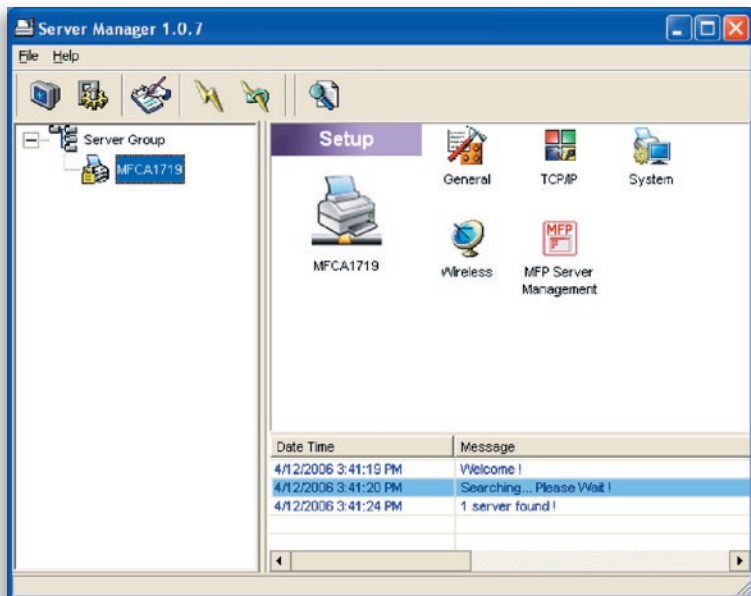 Server Manager 1.0.7
File Help
Server Group
MFCA1719
Setup
MFCA1719
General
TCP/IP
System
Wireless
MFP
MFP Server
Management
Date Time Message
4/12/2006 3:41:19 PM Welcome !
4/12/2006 3:41:20 PM Searching... Please Wait !
4/12/2006 3:41:24 PM 1 server found !